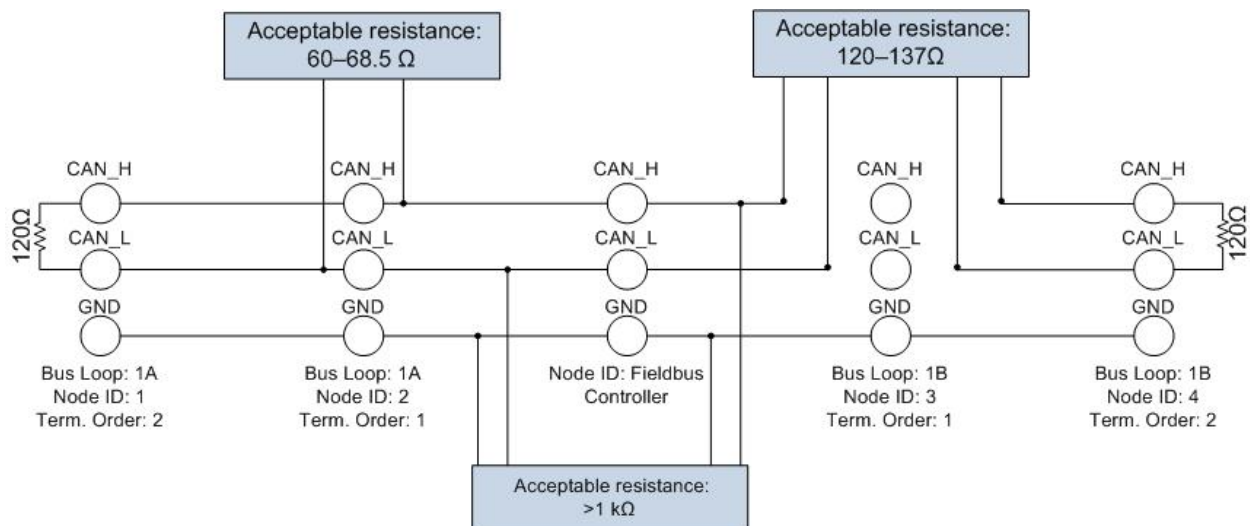 Acceptable resistance:
60–68.5 Ω
Acceptable resistance:
120–137Ω
CAN_H
CAN_H
CAN_H
CAN_H
CAN_H
120Ω
CAN_L
CAN_L
CAN_L
CAN_L
CAN_L
120Ω
GND
GND
GND
GND
GND
Bus Loop: 1A
Node ID: 1
Term. Order: 2
Bus Loop: 1A
Node ID: 2
Term. Order: 1
Node ID: Fieldbus
Controller
Bus Loop: 1B
Node ID: 3
Term. Order: 1
Bus Loop: 1B
Node ID: 4
Term. Order: 2
Acceptable resistance:
>1 kΩ